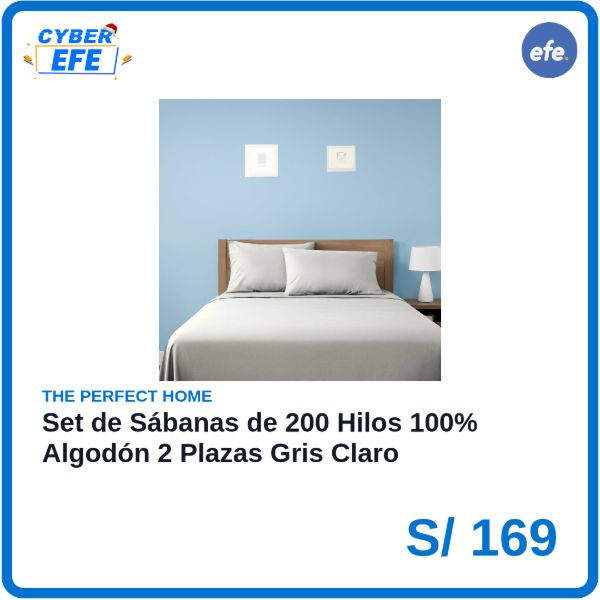 CYBER
EFE
efe.
THE PERFECT HOME
Set de Sábanas de 200 Hilos 100%
Algodón 2 Plazas Gris Claro
S/ 169